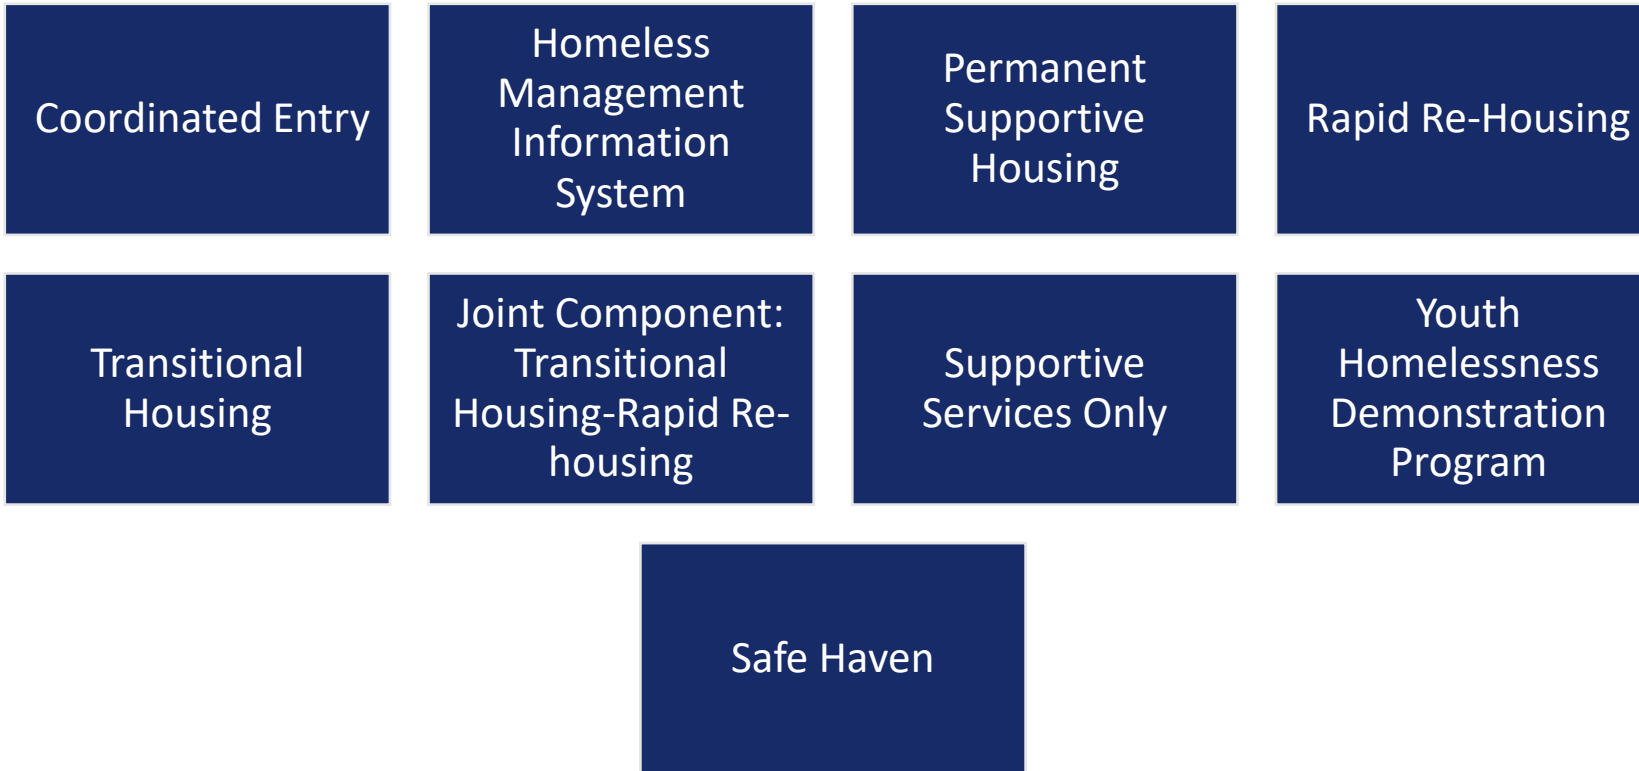 Coordinated Entry
Homeless
Management
Information
System
Permanent
Supportive
Housing
Rapid Re-Housing
Transitional
Housing
Joint Component:
Transitional
Housing-Rapid Re-
housing
Supportive
Services Only
Youth
Homelessness
Demonstration
Program
Safe Haven